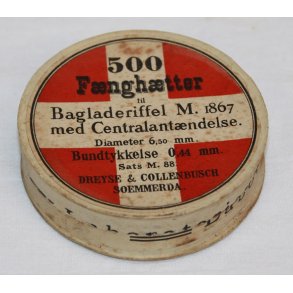 500
Fænghætter
til
Bagladeriffel M. 1867
med Centralantændelse.
Diameter 6,50 mm.
Bundtykkelse 0,44 mm.
Sats M. 88.
DREYSE & COLLENBUSCH
SOEMMERDA.